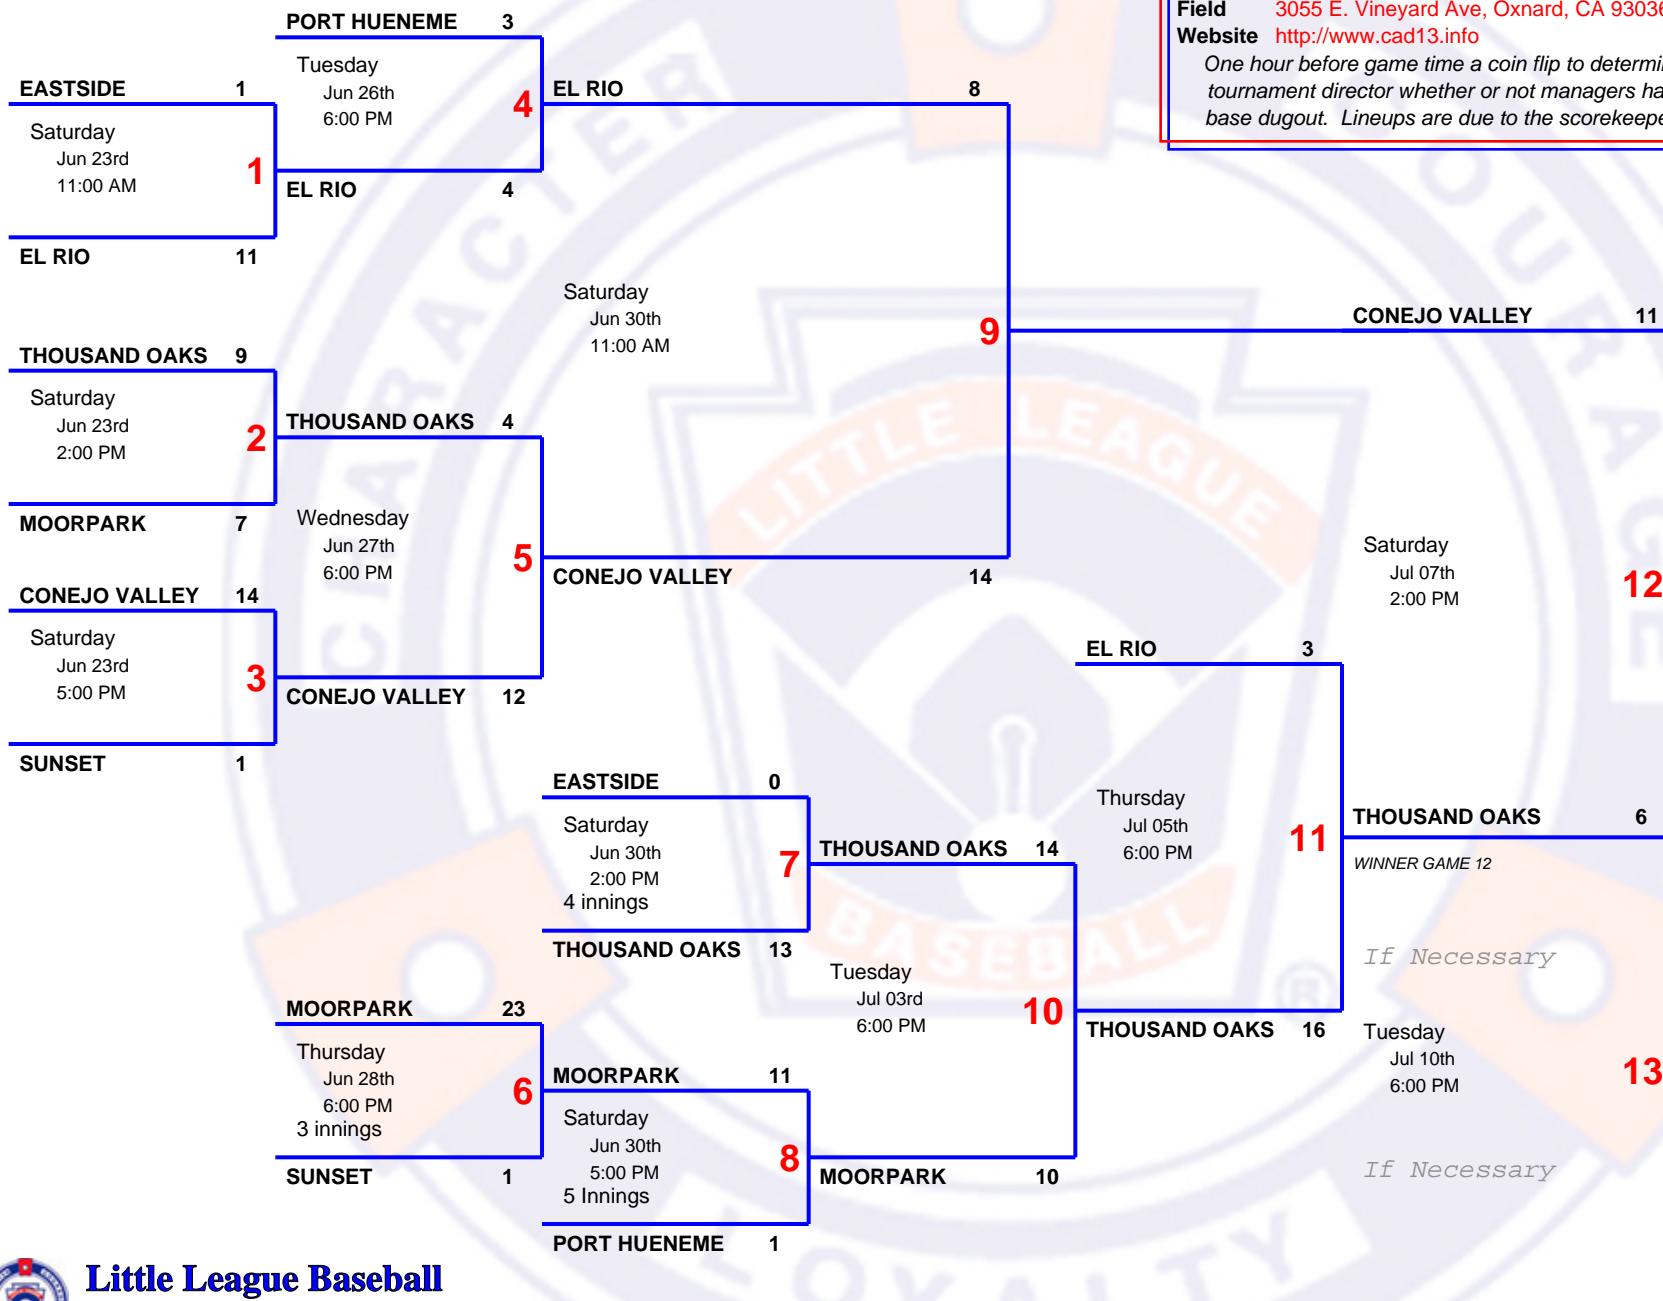 PORT HUENEME 3
Field 3055 E. Vineyard Ave, Oxnard, CA 93036
Website http://www.cad13.info
One hour before game time a coin flip to
tournament director whether or not managers
base dugout. Lineups are due to the
EASTSIDE 1
Tuesday
Jun 26th
6:00 PM
4
EL RIO 8
Saturday
Jun 23rd
11:00 AM
1
EL RIO 4
EL RIO 11
Saturday
Jun 30th
11:00 AM
9
CONEJO VALLEY 11
THOUSAND OAKS 9
Saturday
Jun 23rd
2:00 PM
2
THOUSAND OAKS 4
MOORPARK 7
Wednesday
Jun 27th
6:00 PM
5
CONEJO VALLEY 14
CONEJO VALLEY 14
Saturday
Jun 23rd
5:00 PM
3
CONEJO VALLEY 12
SUNSET 1
Saturday
Jul 07th
2:00 PM
12
EL RIO 3
EASTSIDE 0
Saturday
Jun 30th
2:00 PM
4 innings
7
THOUSAND OAKS 14
THOUSAND OAKS 13
Thursday
Jul 05th
6:00 PM
11
THOUSAND OAKS 6
WINNER GAME 12
If Necessary
Tuesday
Jul 03rd
6:00 PM
10
THOUSAND OAKS 16
MOORPARK 23
Thursday
Jun 28th
6:00 PM
3 innings
6
MOORPARK 11
SUNSET 1
Saturday
Jun 30th
5:00 PM
5 Innings
8
MOORPARK 10
PORT HUENEME 1
Tuesday
Jul 10th
6:00 PM
13
If Necessary
Little League Baseball
CHARACTER
COURAGE
LOYALTY
LITTLE LEAGUE
BASEBALL
®